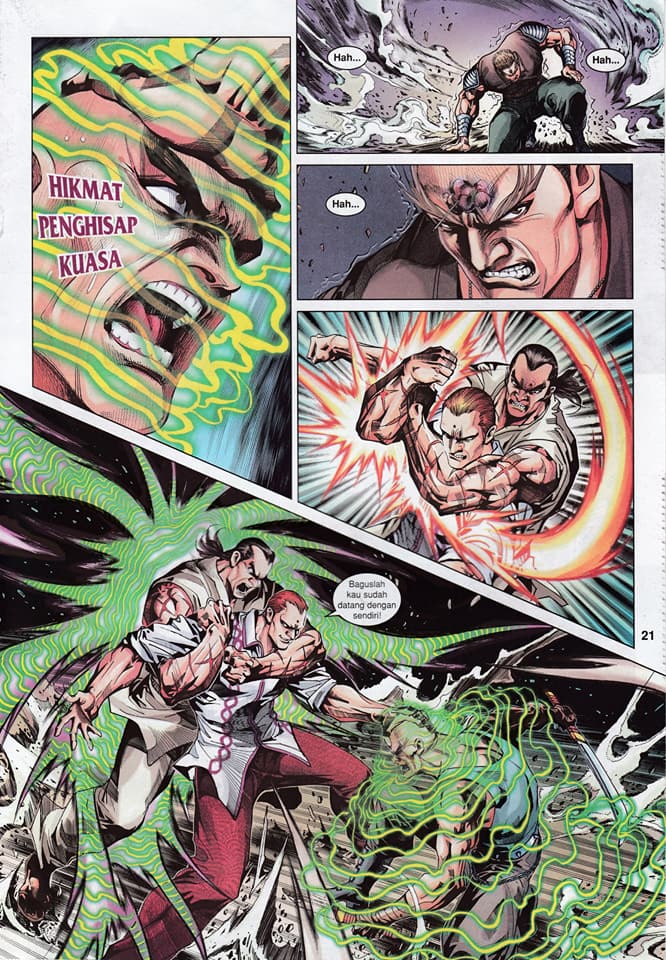 HIKMAT
PENGHISAP
KUASA
Hah...
Hah...
Hah...
Baguslah
kau sudah
datang dengan
sendiri!
21